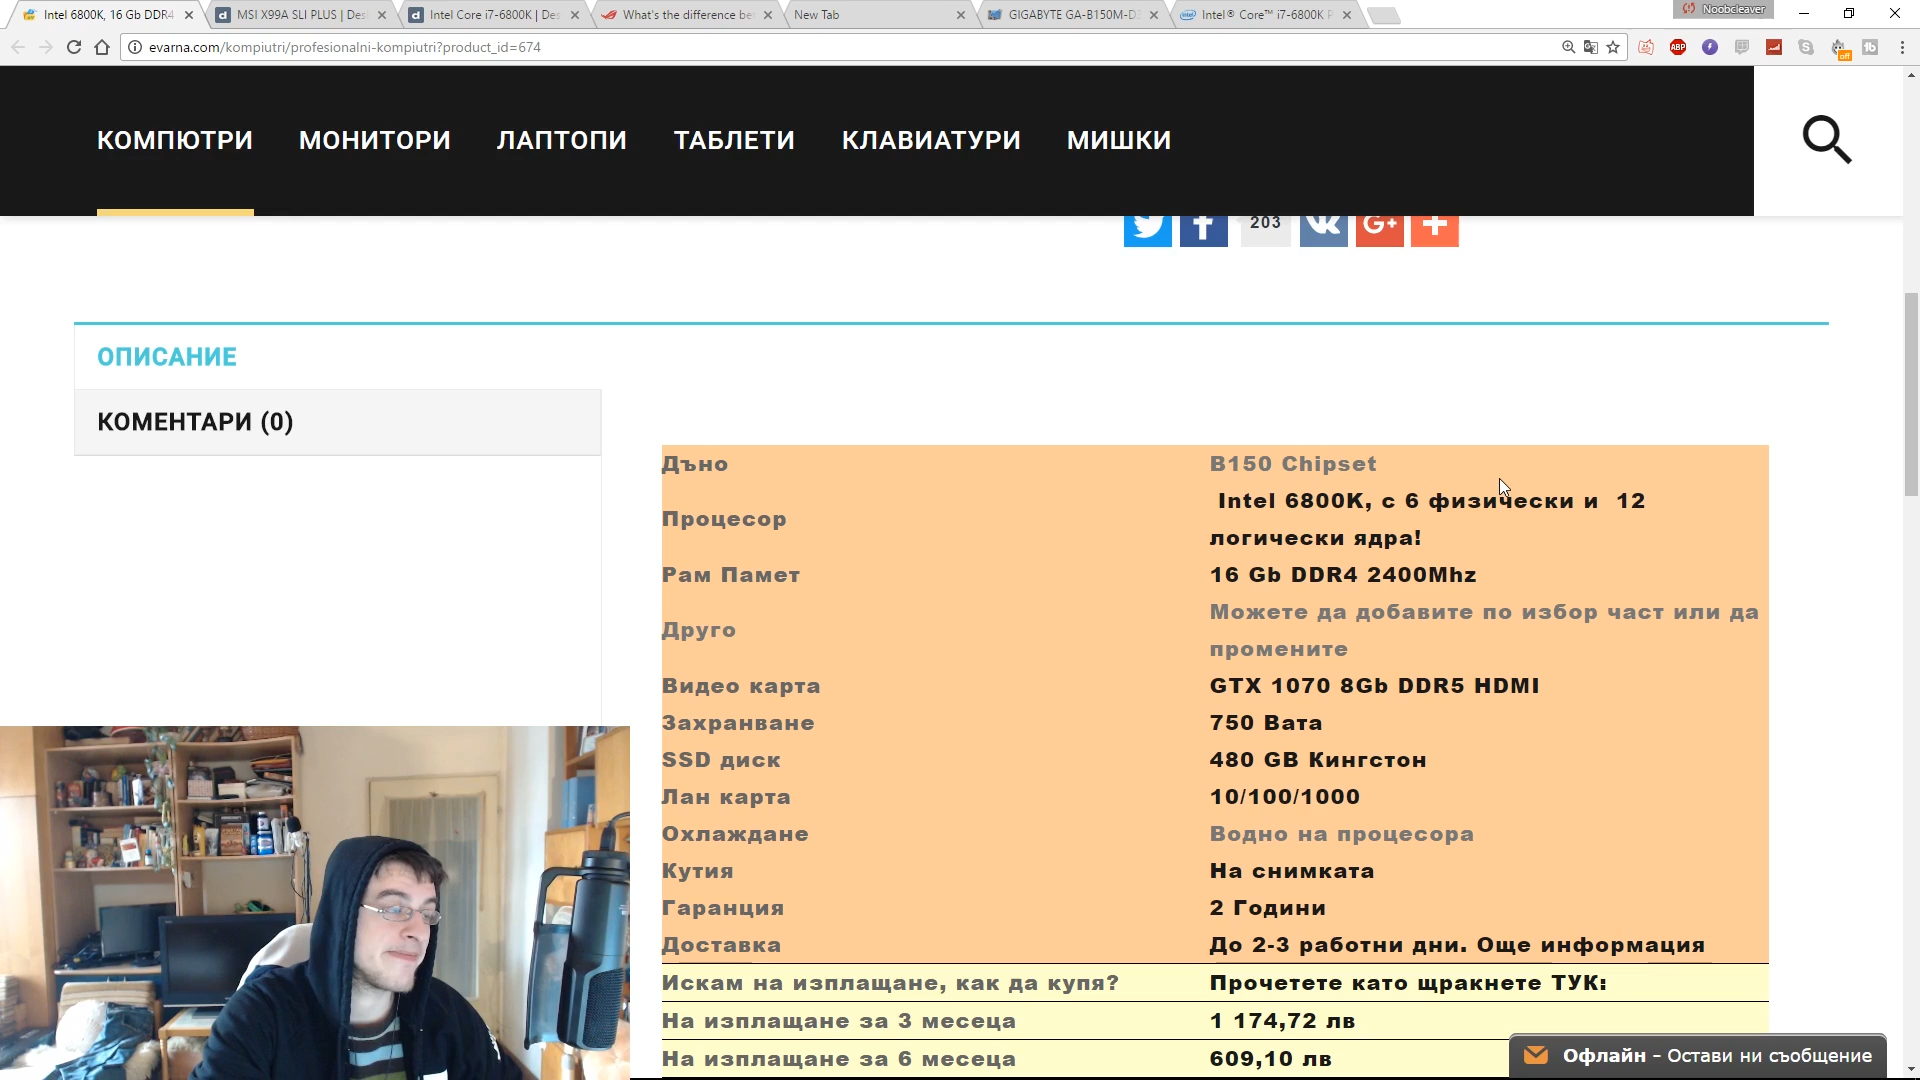 Intel 6800K, 16 Gb DDR4
MSI X99A SLI PLUS | Des
Intel Core i7-6800K | Des
What's the difference be
New Tab
GIGABYTE GA-B150M-D
Intel® Core™ i7-6800K P
Noobcleaver
evarna.com/kompiutri/profesionalni-kompiutri?product_id=674
ABP
off
КОМПЮТРИ МОНИТОРИ ЛАПТОПИ ТАБЛЕТИ КЛАВИАТУРИ МИШКИ
203
G+
ОПИСАНИЕ
КОМЕНТАРИ (0)
Дъно B150 Chipset
Процесор Intel 6800K, с 6 физически и 12
логически ядра!
Рам Памет 16 Gb DDR4 2400Mhz
Друго Можете да добавите по избор част или да
промените
Видео карта GTX 1070 8Gb DDR5 HDMI
Захранване 750 Вата
SSD диск 480 GB Кингстон
Лан карта 10/100/1000
Охлаждане Водно на процесора
Кутия На снимката
Гаранция 2 Години
Доставка До 2-3 работни дни. Още информация
Искам на изплащане, как да купя? Прочетете като щракнете ТУК:
На изплащане за 3 месеца 1 174,72 лв
На изплащане за 6 месеца 609,10 лв
Офлайн - Остави ни съобщение